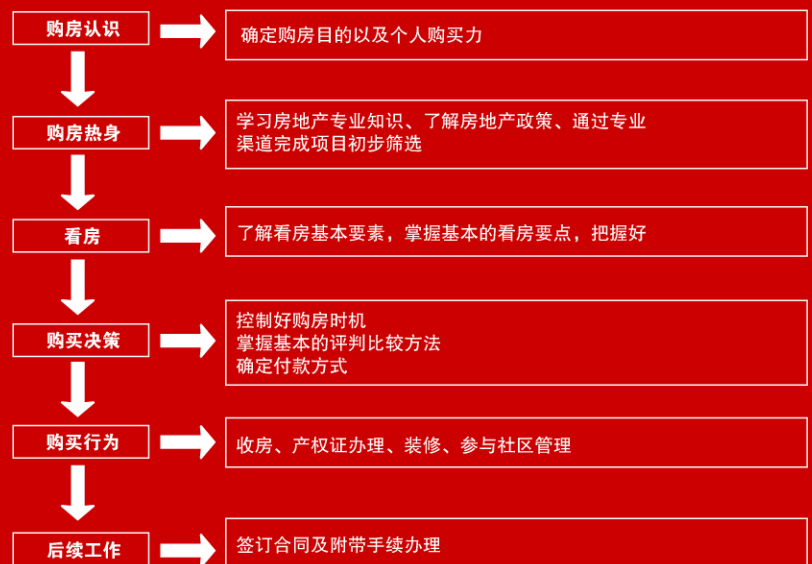 购房认识
确定购房目的以及个人购买力
购房热身
学习房地产专业知识、了解房地产政策、通过专业
渠道完成项目初步筛选
看房
了解看房基本要素，掌握基本的看房要点，把握好
购买决策
控制好购房时机
掌握基本的评判比较方法
确定付款方式
购买行为
收房、产权证办理、装修、参与社区管理
后续工作
签订合同及附带手续办理